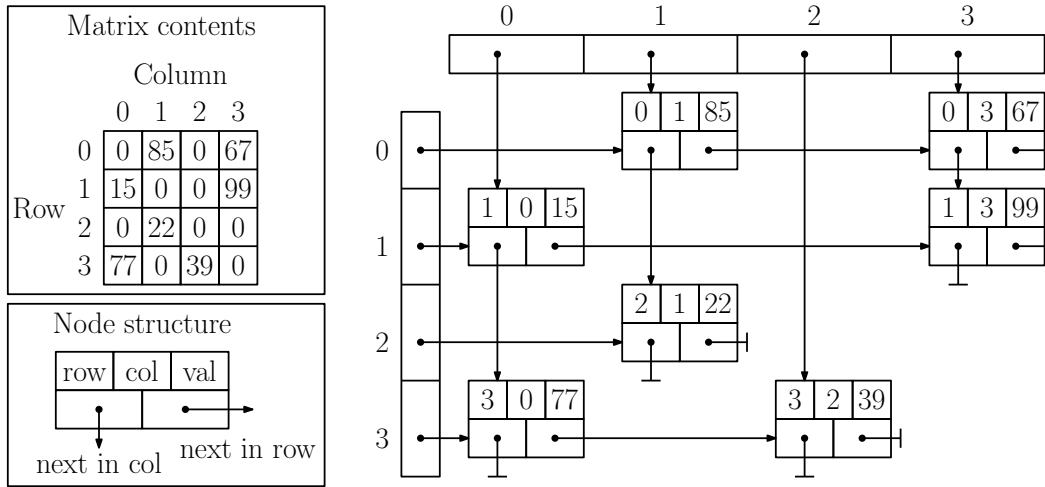 Matrix contents
Column
0 1 2 3
0 0 85 0 67
1 15 0 0 99
Row
2 0 22 0 0
3 77 0 39 0
Node structure
row col val
next in row
next in col
0 1 2 3
0 1 85 0 3 67
0
1 0 15 1 3 99
1
2 1 22
2
3 0 77 3 2 39
3